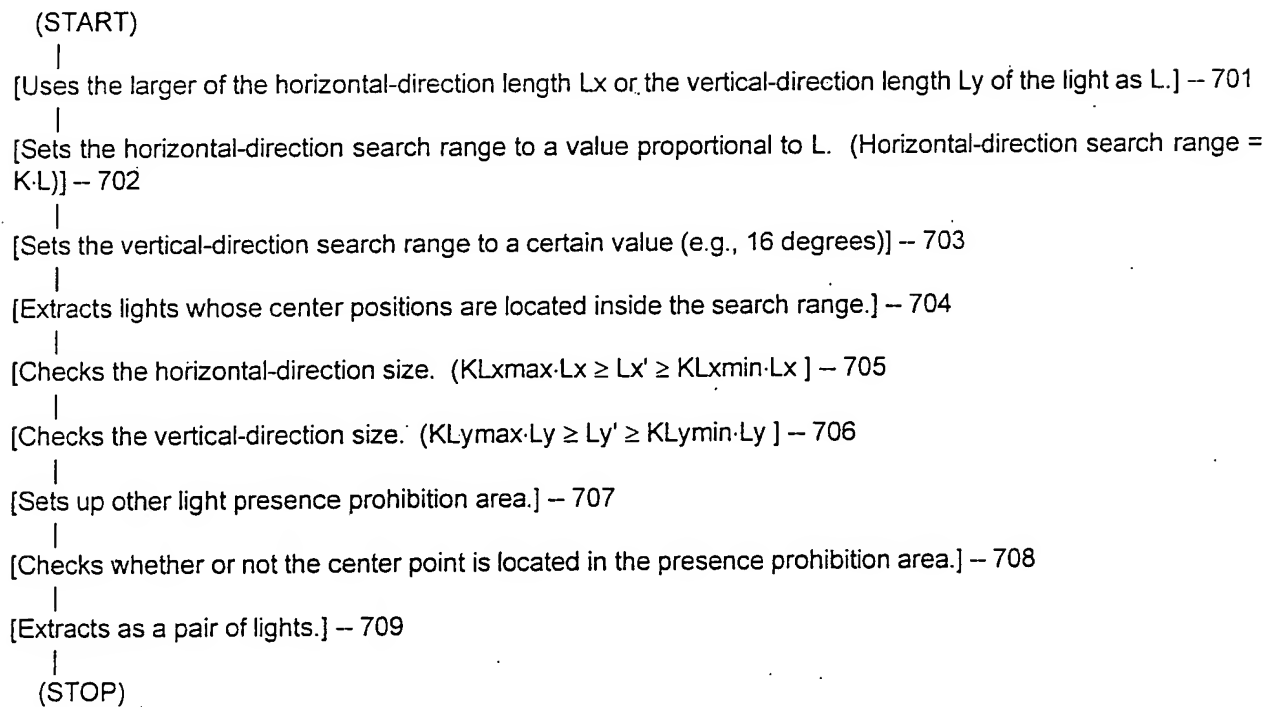 (START)
[Uses the larger of the horizontal-direction length Lx or the vertical-direction length Ly of the light as L.] – 701
[Sets the horizontal-direction search range to a value proportional to L. (Horizontal-direction search range =
K·L)] – 702
[Sets the vertical-direction search range to a certain value (e.g., 16 degrees)] – 703
[Extracts lights whose center positions are located inside the search range.] – 704
[Checks the horizontal-direction size. (KLxmax·Lx ≥ Lx' ≥ KLxmin·Lx ] – 705
[Checks the vertical-direction size. (KLymax·Ly ≥ Ly' ≥ KLymin·Ly ] – 706
[Sets up other light presence prohibition area.] – 707
[Checks whether or not the center point is located in the presence prohibition area.] – 708
[Extracts as a pair of lights.] – 709
(STOP)